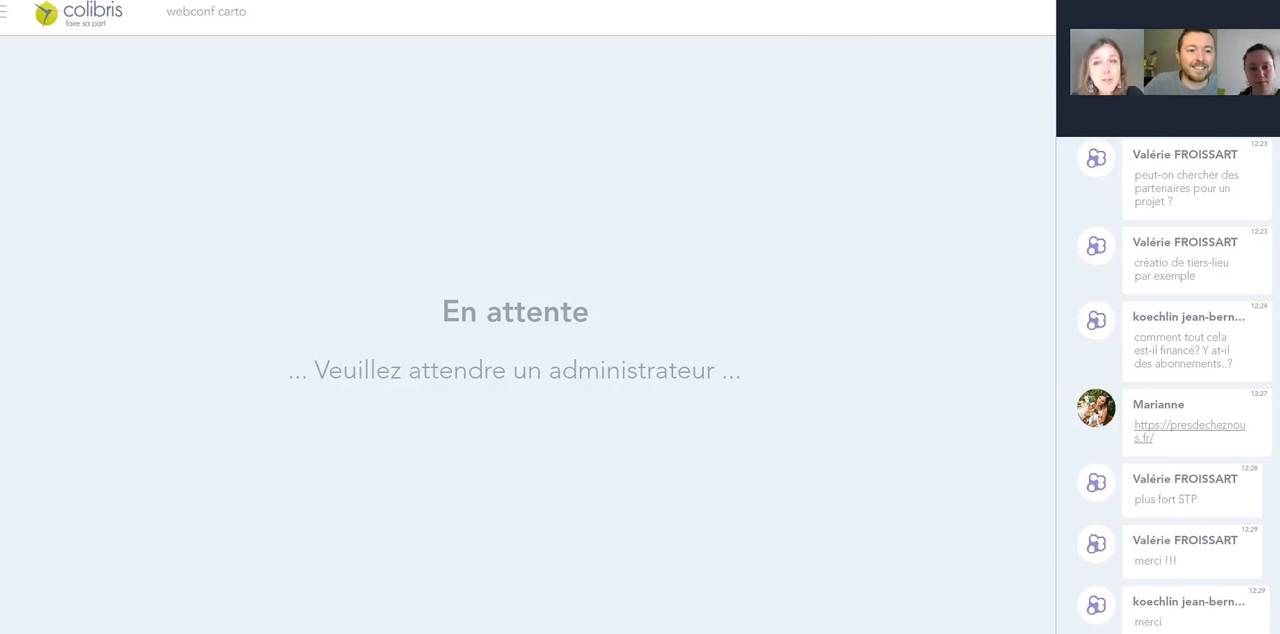 colibris
faire sa part
webconf carto
En attente
... Veuillez attendre un administrateur ...
12:23
Valérie FROISSART
peut-on chercher des
partenaires pour un
projet ?
12:23
Valérie FROISSART
créatio de tiers-lieu
par exemple
12:24
koechlin jean-bern...
comment tout cela
est-il financé? Y at-il
des abonnements..?
12:27
Marianne
https://presdecheznou
s.fr/
12:28
Valérie FROISSART
plus fort STP
12:29
Valérie FROISSART
merci !!!
12:29
koechlin jean-bern...
merci